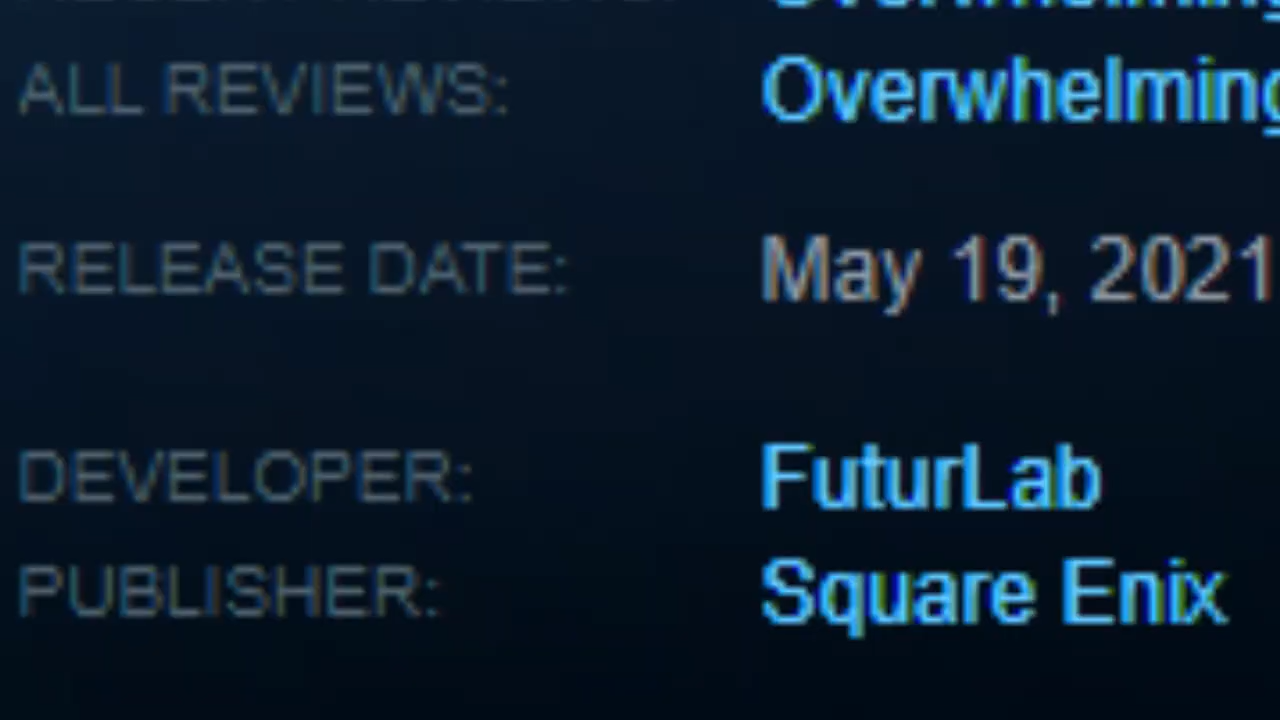 ALL REVIEWS: Overwhelming
RELEASE DATE: May 19, 2021
DEVELOPER: FuturLab
PUBLISHER: Square Enix